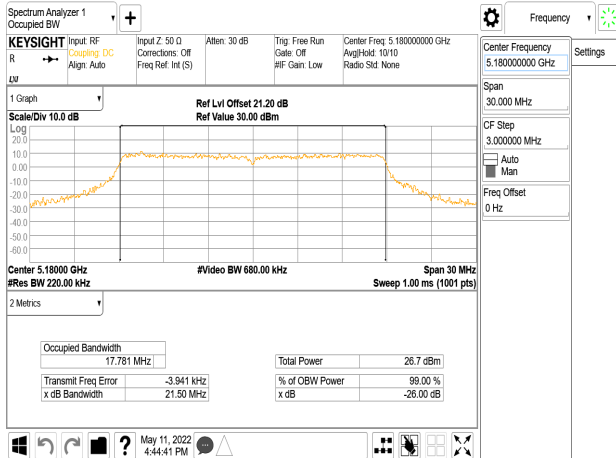 Spectrum Analyzer 1
Occupied BW
Frequency
KEYSIGHT
R
LXI
Input: RF
Coupling: DC
Align: Auto
Input Z: 50 Ω
Corrections: Off
Freq Ref: Int (S)
Atten: 30 dB
Trig: Free Run
Gate: Off
#IF Gain: Low
Center Freq: 5.180000000 GHz
Avg|Hold: 10/10
Radio Std: None
Center Frequency
5.180000000 GHz
Settings
Span
30.000 MHz
CF Step
3.000000 MHz
Auto
Man
Freq Offset
0 Hz
1 Graph
Scale/Div 10.0 dB
Ref Lvl Offset 21.20 dB
Ref Value 30.00 dBm
Log
20.0
10.0
0.00
-10.0
-20.0
-30.0
-40.0
-50.0
-60.0
Center 5.18000 GHz
#Video BW 680.00 kHz
Span 30 MHz
#Res BW 220.00 kHz
Sweep 1.00 ms (1001 pts)
2 Metrics
Occupied Bandwidth
17.781 MHz
Total Power 26.7 dBm
Transmit Freq Error -3.941 kHz
% of OBW Power 99.00 %
x dB Bandwidth 21.50 MHz
x dB -26.00 dB
?
May 11, 2022
4:44:41 PM